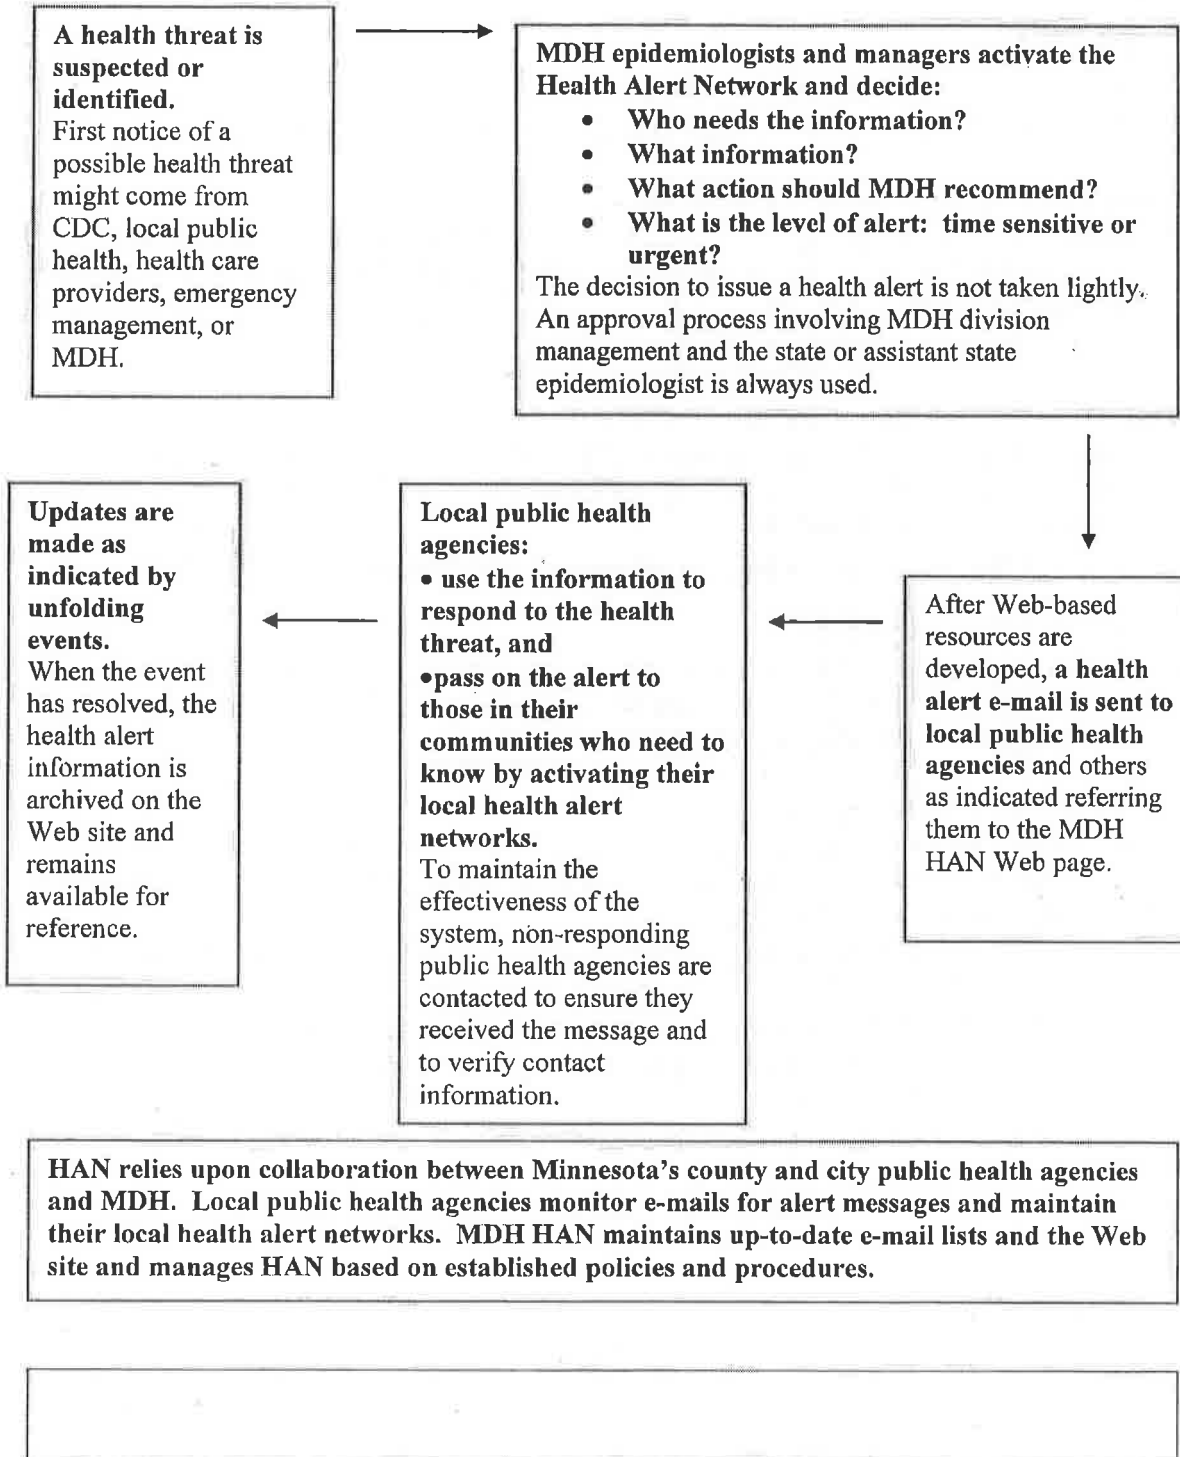 A health threat is
suspected or
identified.
First notice of a
possible health threat
might come from
CDC, local public
health, health care
providers, emergency
management, or
MDH.
MDH epidemiologists and managers activate the
Health Alert Network and decide:
• Who needs the information?
• What information?
• What action should MDH recommend?
• What is the level of alert: time sensitive or
urgent?
The decision to issue a health alert is not taken lightly.
An approval process involving MDH division
management and the state or assistant state
epidemiologist is always used.
After Web-based
resources are
developed, a health
alert e-mail is sent to
local public health
agencies and others
as indicated referring
them to the MDH
HAN Web page.
Local public health
agencies:
• use the information to
respond to the health
threat, and
•pass on the alert to
those in their
communities who need to
know by activating their
local health alert
networks.
To maintain the
effectiveness of the
system, non-responding
public health agencies are
contacted to ensure they
received the message and
to verify contact
information.
Updates are
made as
indicated by
unfolding
events.
When the event
has resolved, the
health alert
information is
archived on the
Web site and
remains
available for
reference.
HAN relies upon collaboration between Minnesota's county and city public health agencies
and MDH. Local public health agencies monitor e-mails for alert messages and maintain
their local health alert networks. MDH HAN maintains up-to-date e-mail lists and the Web
site and manages HAN based on established policies and procedures.